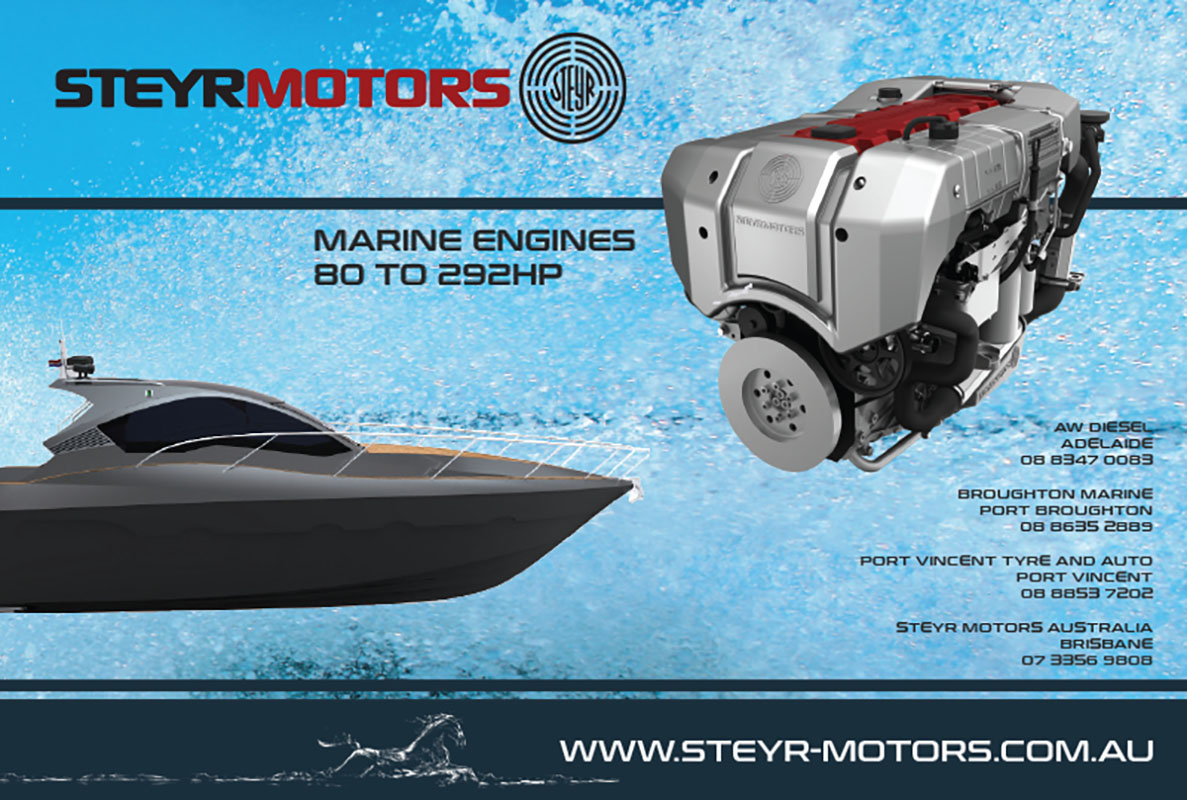 STEYRMOTORS
STEYR
MARINE ENGINES
80 TO 292HP
AW DIESEL
ADELAIDE
08 8347 0083
BROUGHTON MARINE
PORT BROUGHTON
08 8635 2889
PORT VINCENT TYRE AND AUTO
PORT VINCENT
08 8853 7202
STEYR MOTORS AUSTRALIA
BRISBANE
07 3356 9808
WWW.STEYR-MOTORS.COM.AU